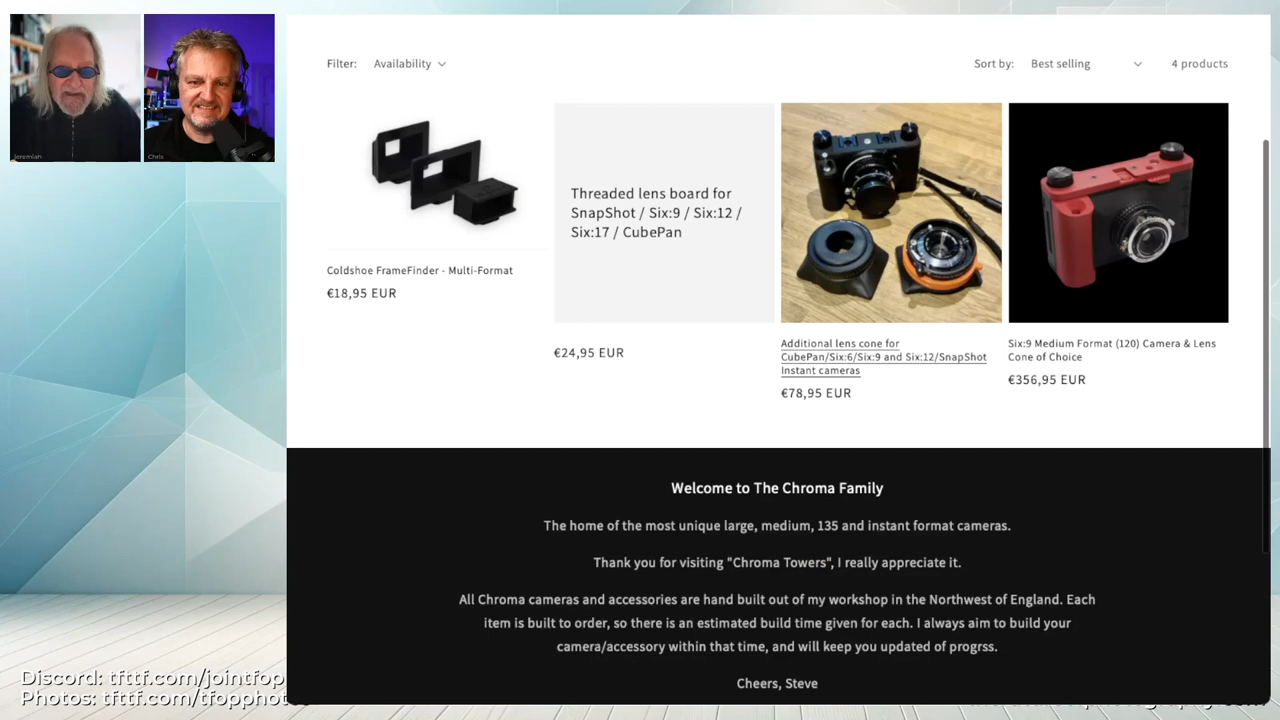 Jeremiah
Chris
Filter: Availability
Sort by: Best selling
4 products
Threaded lens board for
SnapShot / Six:9 / Six:12 /
Six:17 / CubePan
Coldshoe FrameFinder - Multi-Format
€18,95 EUR
€24,95 EUR
Additional lens cone for
CubePan/Six:6/Six:9 and Six:12/SnapShot
Instant cameras
€78,95 EUR
Six:9 Medium Format (120) Camera & Lens
Cone of Choice
€356,95 EUR
Welcome to The Chroma Family
The home of the most unique large, medium, 135 and instant format cameras.
Thank you for visiting "Chroma Towers", I really appreciate it.
All Chroma cameras and accessories are hand built out of my workshop in the Northwest of England. Each
item is built to order, so there is an estimated build time given for each. I always aim to build your
camera/accessory within that time, and will keep you updated of progrss.
Cheers, Steve
Discord: tfttf.com/jointfop
Photos: tfttf.com/tfopphotos